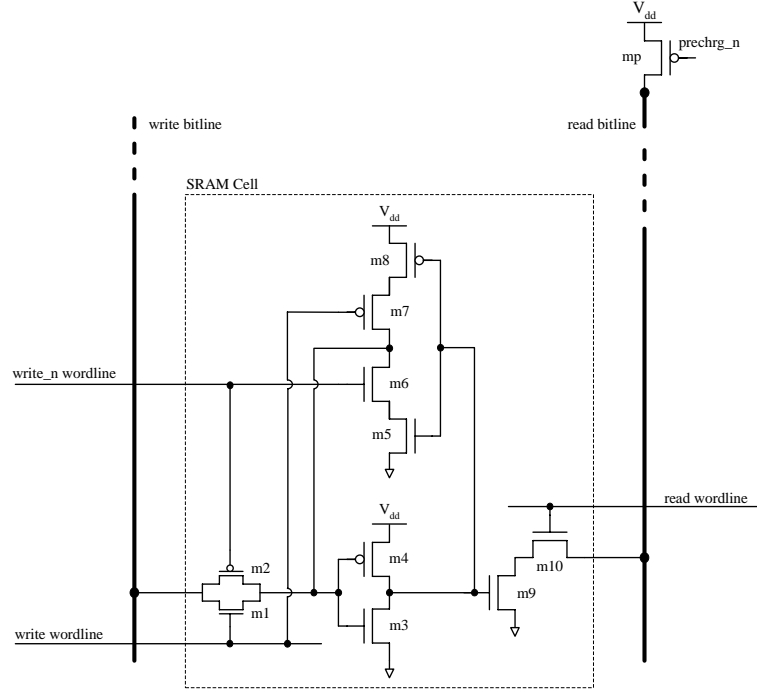 Vdd
prechrg_n
mp
write bitline
read bitline
SRAM Cell
Vdd
m8
m7
write_n wordline
m6
m5
Vdd
read wordline
m4
m2
m10
m9
m1
m3
write wordline